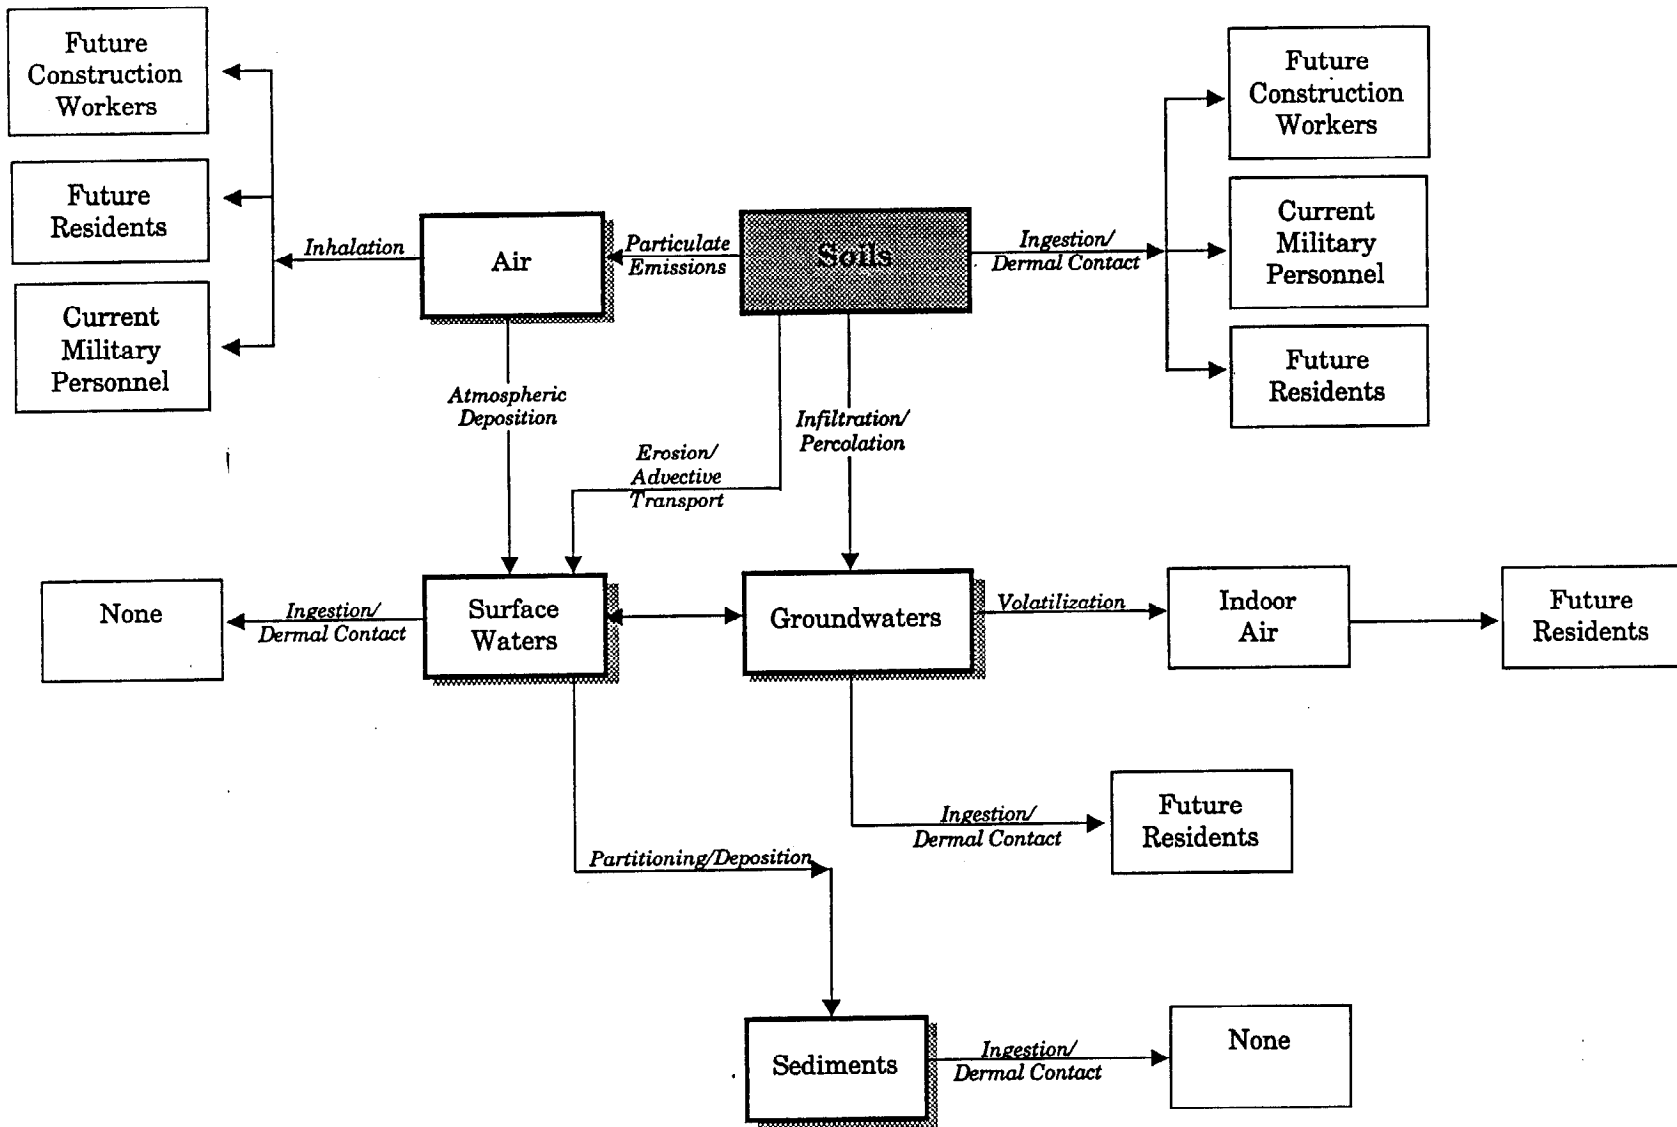 Future
Construction
Workers
Future
Residents
Current
Military
Personnel
Inhalation
Air
Particulate
Emissions
Soils
Ingestion/
Dermal Contact
Future
Construction
Workers
Current
Military
Personnel
Future
Residents
Atmospheric
Deposition
Erosion/
Advective
Transport
Infiltration/
Percolation
None
Ingestion/
Dermal Contact
Surface
Waters
Groundwaters
Volatilization
Indoor
Air
Future
Residents
Ingestion/
Dermal Contact
Future
Residents
Partitioning/Deposition
Sediments
Ingestion/
Dermal Contact
None